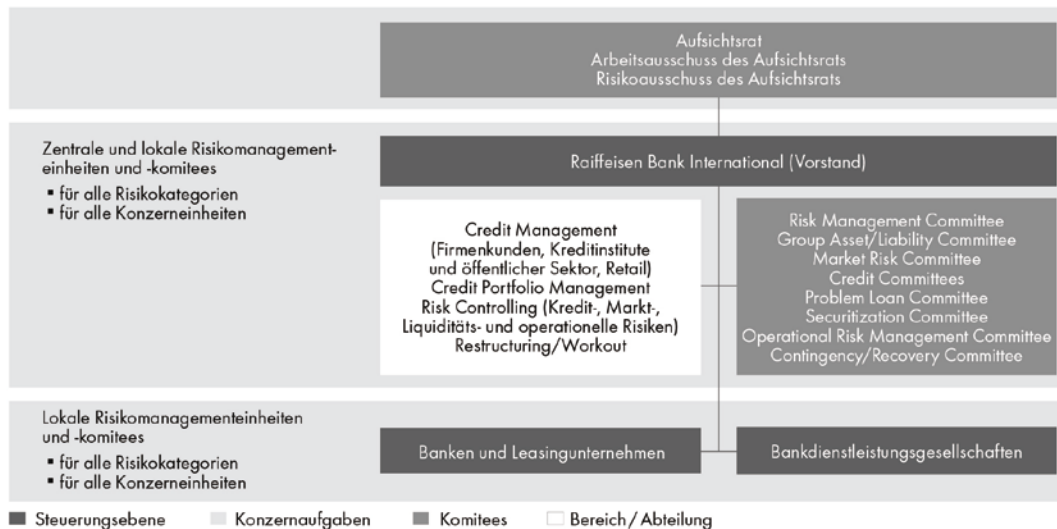 Aufsichtsrat
Arbeitsausschuss des Aufsichtsrats
Risikoausschuss des Aufsichtsrats
Zentrale und lokale Risikomanagement-
einheiten und -komitees
▪ für alle Risikokategorien
▪ für alle Konzerneinheiten
Raiffeisen Bank International (Vorstand)
Credit Management
(Firmenkunden, Kreditinstitute
und öffentlicher Sektor, Retail)
Credit Portfolio Management
Risk Controlling (Kredit-, Markt-,
Liquiditäts- und operationelle Risiken)
Restructuring/Workout
Risk Management Committee
Group Asset/Liability Committee
Market Risk Committee
Credit Committees
Problem Loan Committee
Securitization Committee
Operational Risk Management Committee
Contingency/Recovery Committee
Lokale Risikomanagementeinheiten
und -komitees
▪ für alle Risikokategorien
▪ für alle Konzerneinheiten
Banken und Leasingunternehmen
Bankdienstleistungsgesellschaften
Steuerungsebene
Konzernaufgaben
Komitees
Bereich/Abteilung